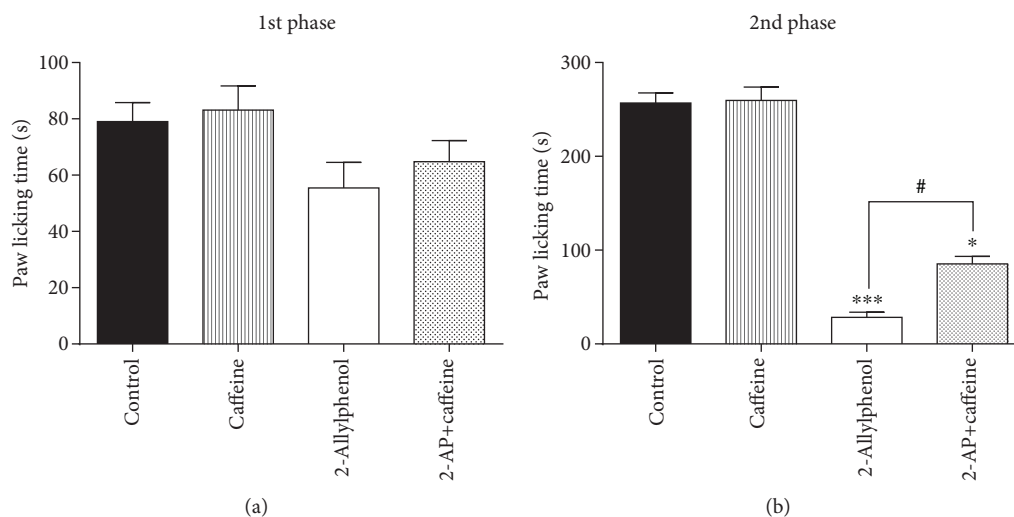 1st phase
Paw licking time (s)
100
80
60
40
20
0
Control
Caffeine
2-Allylphenol
2-AP+caffeine
(a)
2nd phase
Paw licking time (s)
300
200
100
0
#
***
*
Control
Caffeine
2-Allylphenol
2-AP+caffeine
(b)